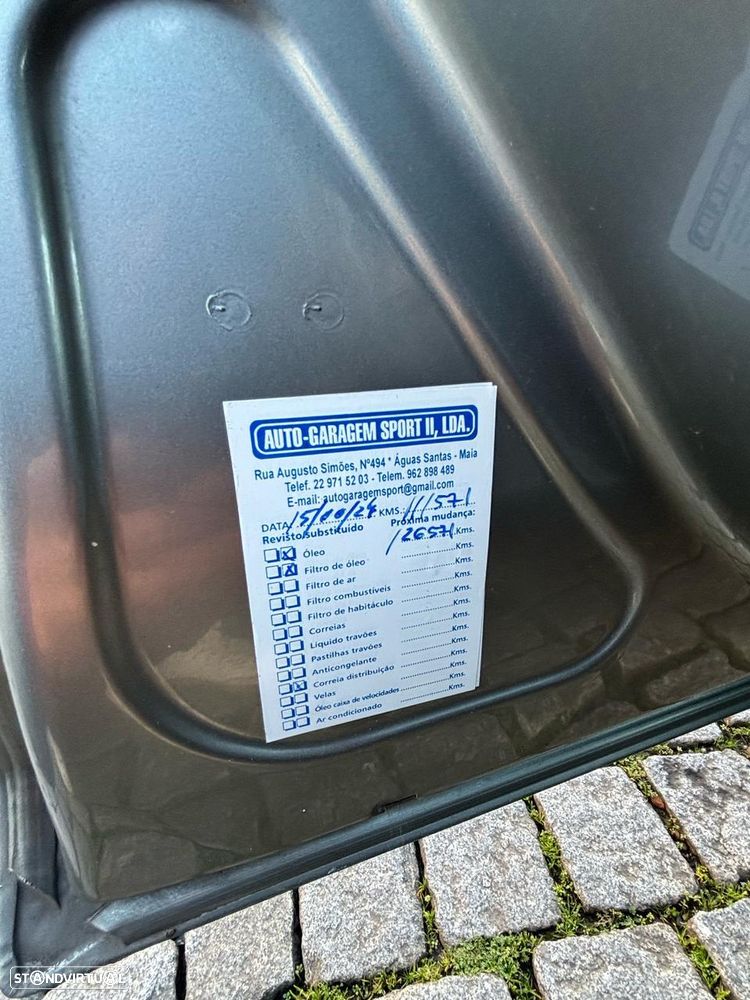 AUTO-GARAGEM SPORT II, LDA.
Rua Augusto Simões, Nº494 * Águas Santas - Maia
Telef. 22 971 52 03 - Telem. 962 898 489
E-mail: autogaragemsport@gmail.com
DATA 15/10/24 KMS.: 111571
Revisto/substituído Próxima mudança:
Óleo 126571 Kms.
Filtro de óleo Kms.
Filtro de ar Kms.
Filtro combustíveis Kms.
Filtro de habitáculo Kms.
Correias Kms.
Liquido travões Kms.
Pastilhas travões Kms.
Anticongelante Kms.
Correia distribuição Kms.
Velas Kms.
Óleo caixa de velocidades Kms.
Ar condicionado Kms.
STANDVIRTUAL